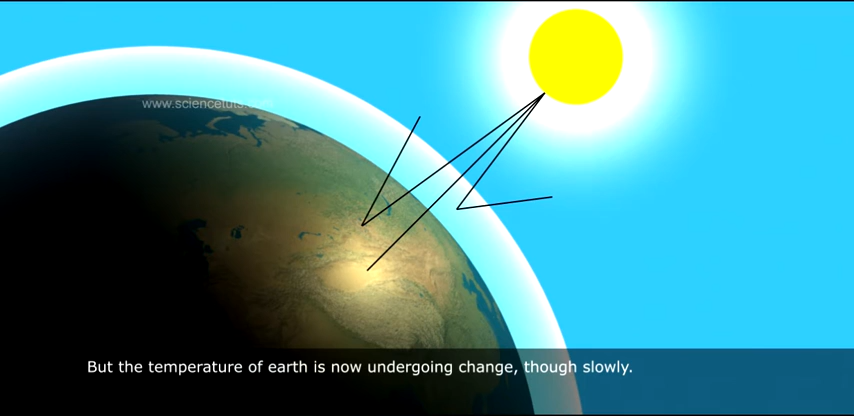 www.sciencetuts.
But the temperature of earth is now undergoing change, though slowly.